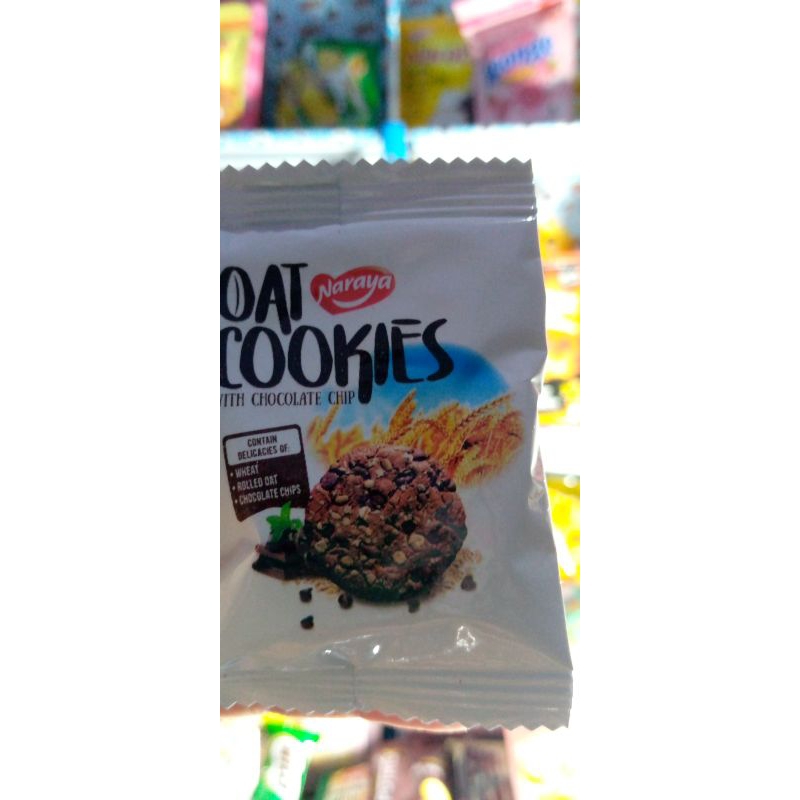 OAT
Naraya
COOKIES
WITH CHOCOLATE CHIP
CONTAIN
DELICACIES OF:
• WHEAT
• ROLLED OAT
• CHOCOLATE CHIPS